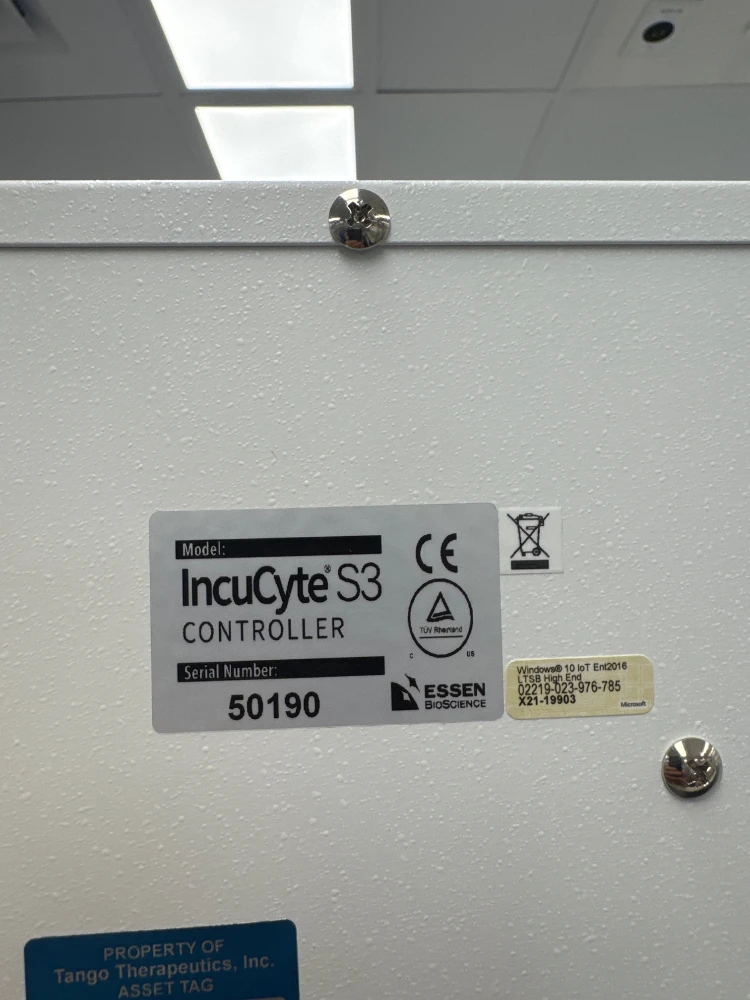 Model:
IncuCyte® S3
CONTROLLER
Serial Number:
50190
CE
TÜV Rheinland
C US
ESSEN
BIOSCIENCE
Windows® 10 IoT Ent2016
LTSB High End
02219-023-976-785
X21-19903
Microsoft
PROPERTY OF
Tango Therapeutics, Inc.
ASSET TAG